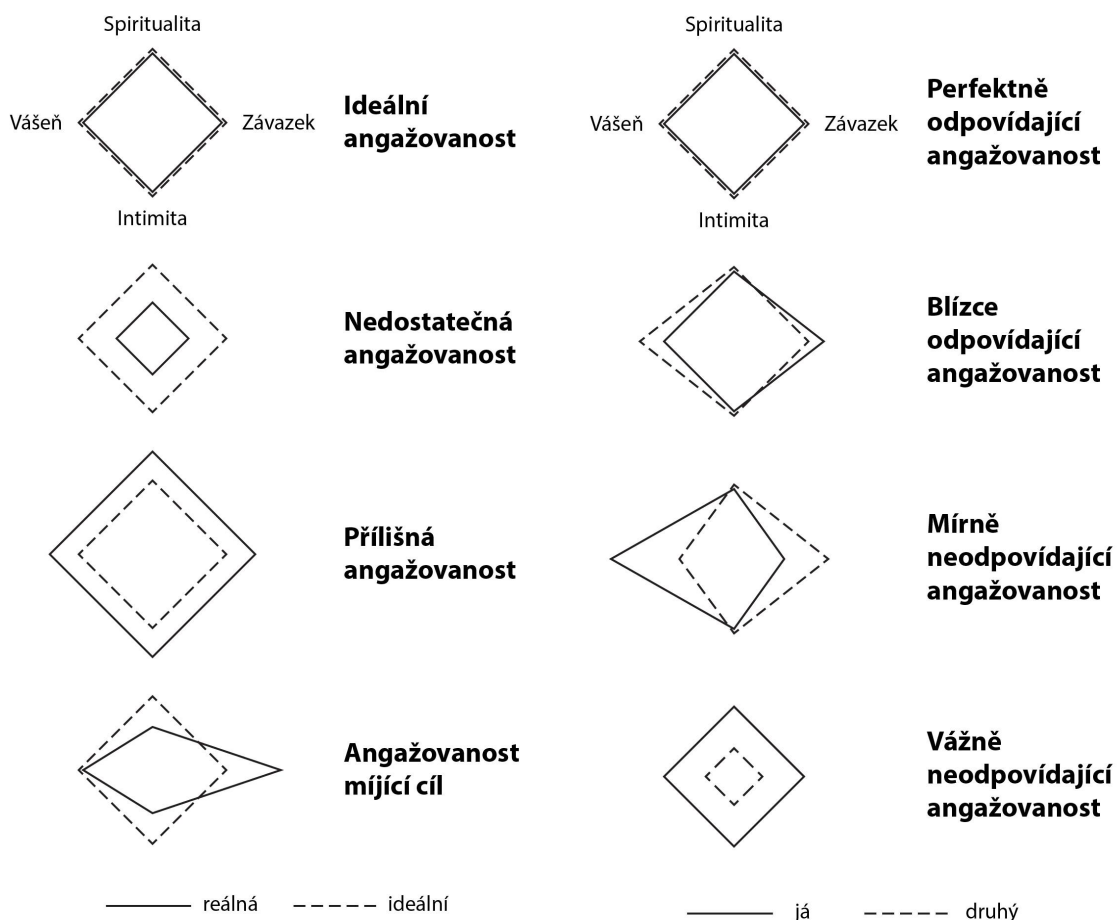 Spiritualita
Vášeň
Závazek
Intimita
Ideální
angažovanost
Nedostatečná
angažovanost
Přílišná
angažovanost
Angažovanost
míjící cíl
reálná
ideální
Spiritualita
Vášeň
Závazek
Intimita
Perfektně
odpovídající
angažovanost
Blízce
odpovídající
angažovanost
Mírně
neodpovídající
angažovanost
Vážně
neodpovídající
angažovanost
já
druhý